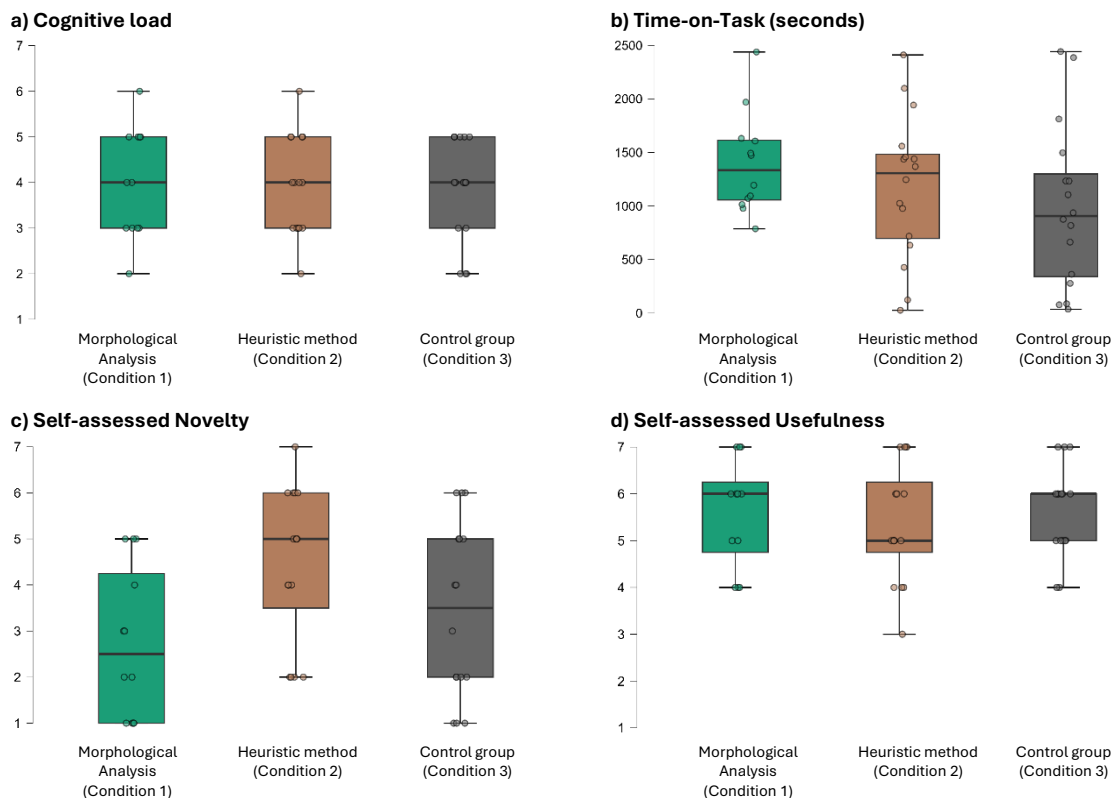 a) Cognitive load
7
6
5
4
3
2
1
Morphological
Analysis
(Condition 1)
Heuristic method
(Condition 2)
Control group
(Condition 3)
b) Time-on-Task (seconds)
2500
2000
1500
1000
500
0
Morphological
Analysis
(Condition 1)
Heuristic method
(Condition 2)
Control group
(Condition 3)
c) Self-assessed Novelty
7
6
5
4
3
2
1
Morphological
Analysis
(Condition 1)
Heuristic method
(Condition 2)
Control group
(Condition 3)
d) Self-assessed Usefulness
7
6
5
4
3
2
1
Morphological
Analysis
(Condition 1)
Heuristic method
(Condition 2)
Control group
(Condition 3)